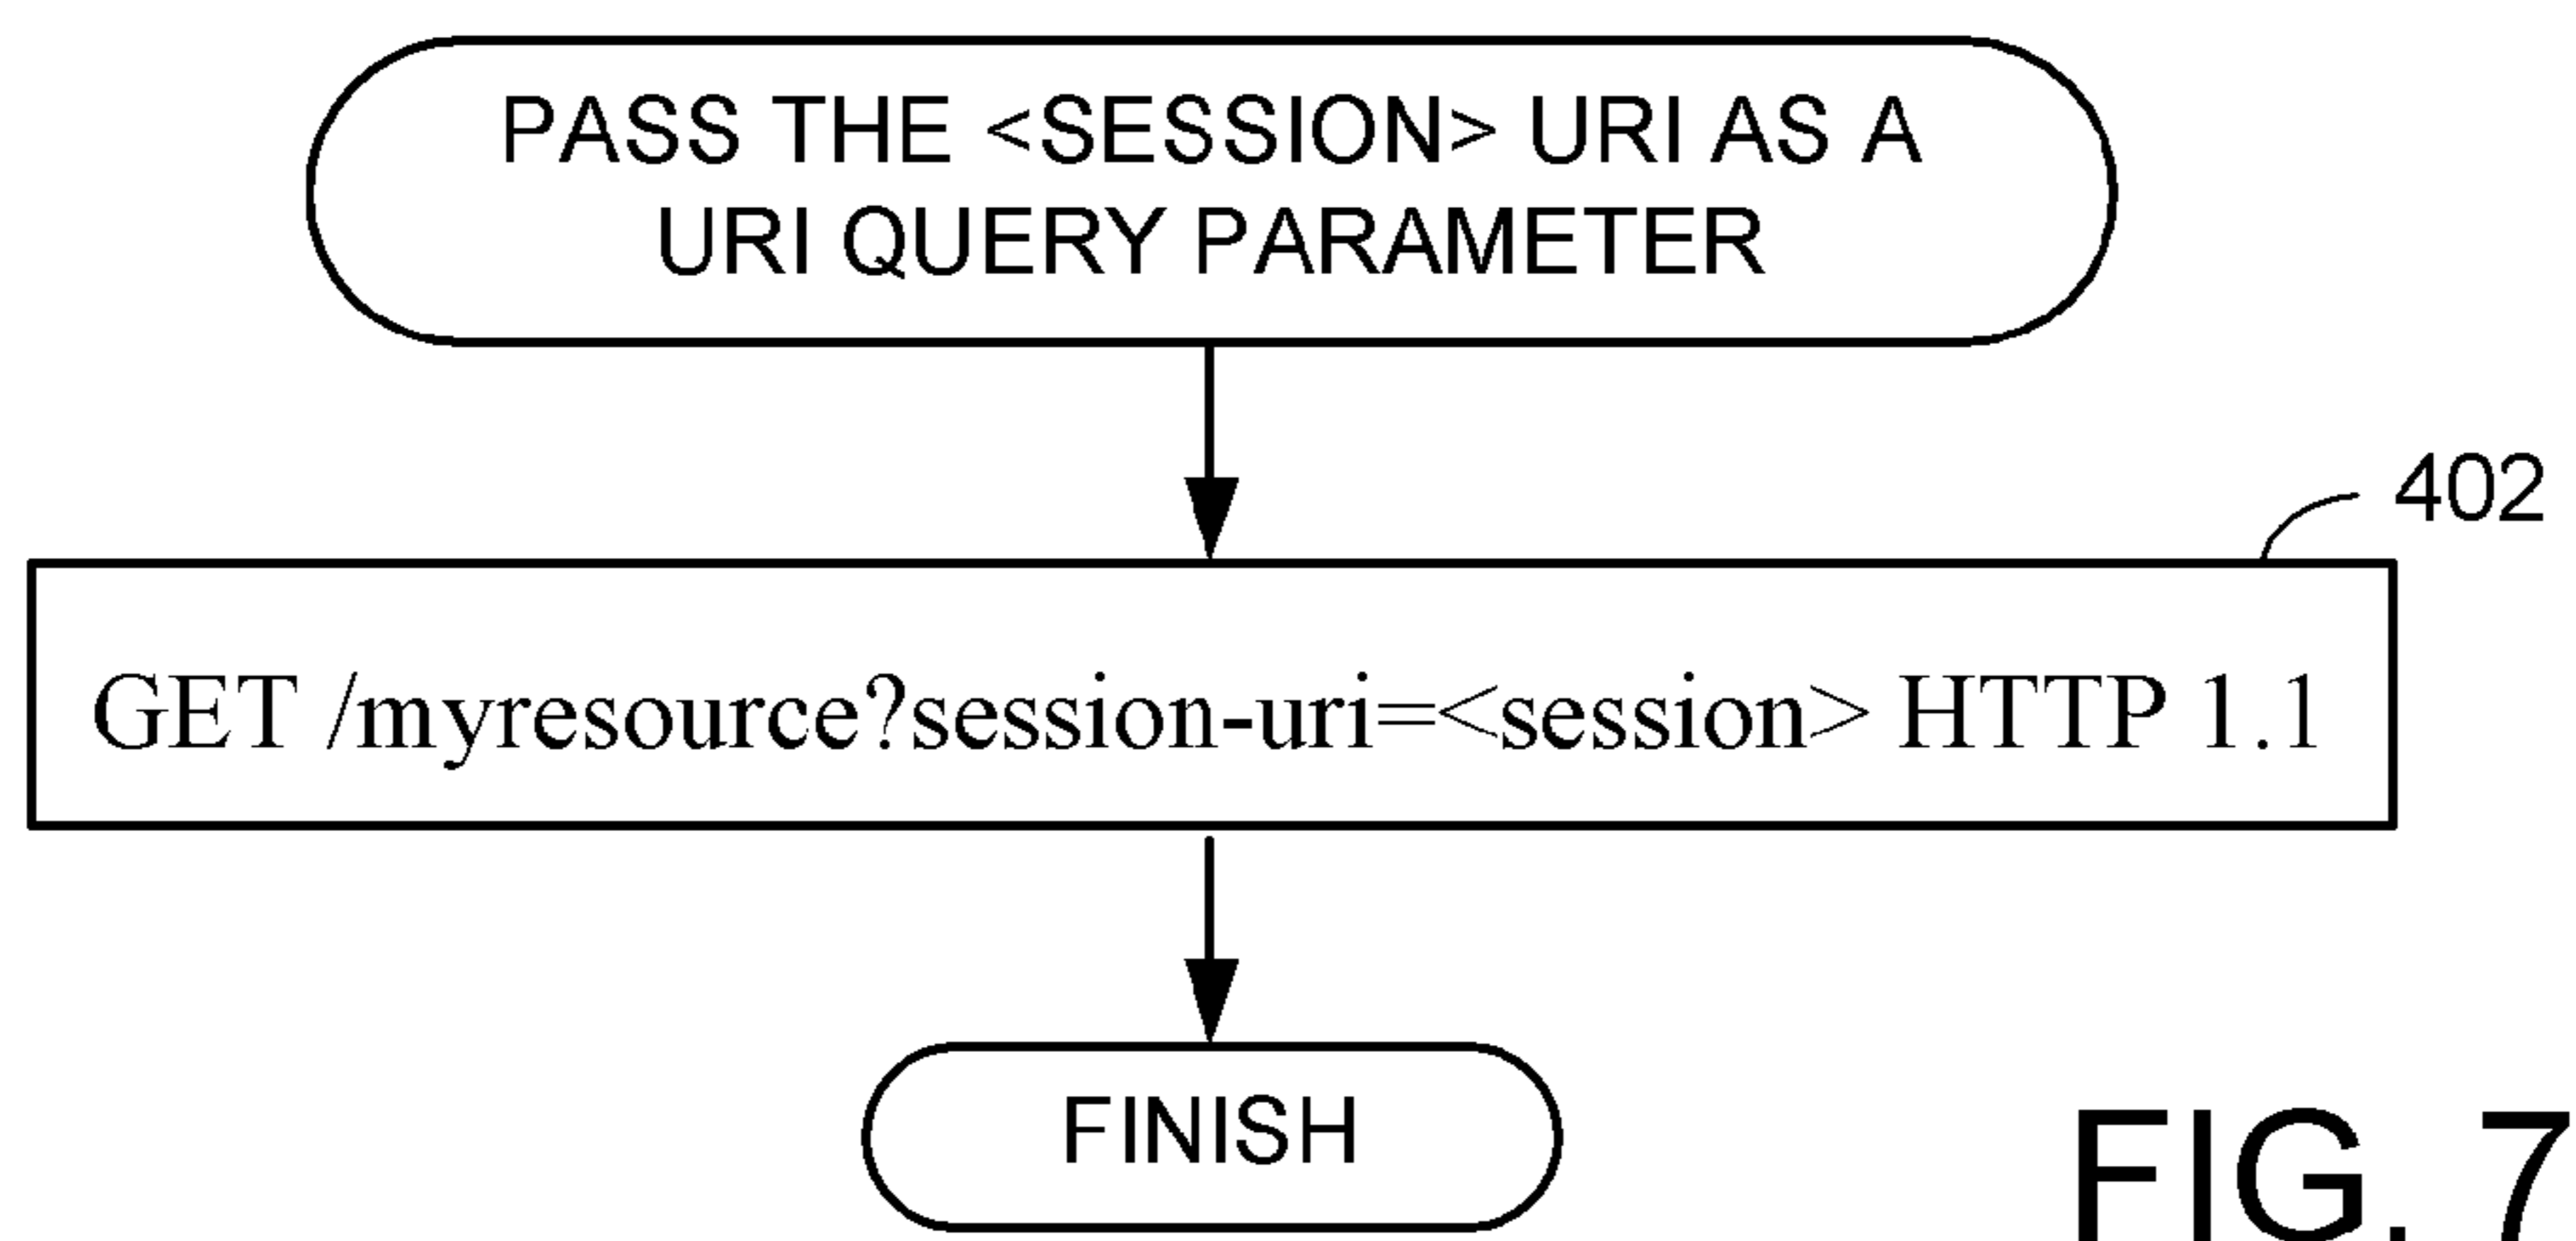 PASS THE <SESSION> URI AS A
URI QUERY PARAMETER
402
GET /myresource?session-uri=<session> HTTP 1.1
FINISH
FIG. 7